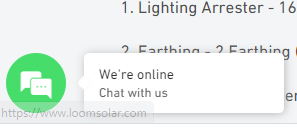 1. Lighting Arrester - 16
2. Earthing - 2 Earthing
We're online
Chat with us
https://www.loomsolar.com